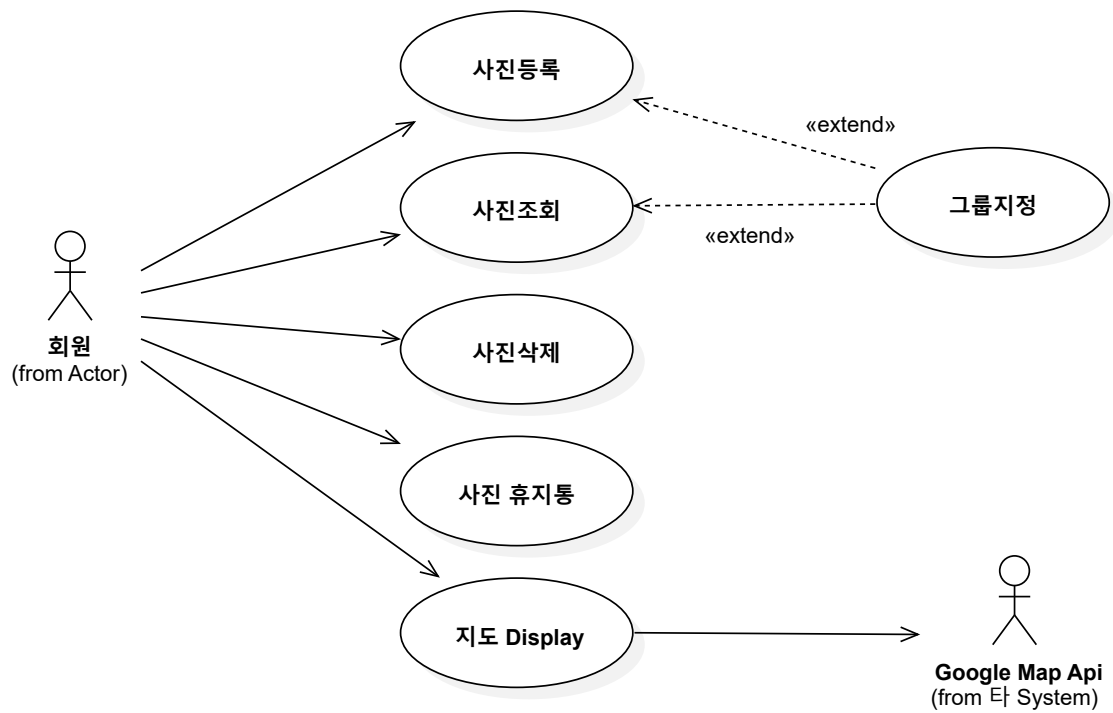 사진등록
«extend»
사진조회
그룹지정
«extend»
회원
(from Actor)
사진삭제
사진 휴지통
지도 Display
Google Map Api
(from 타 System)